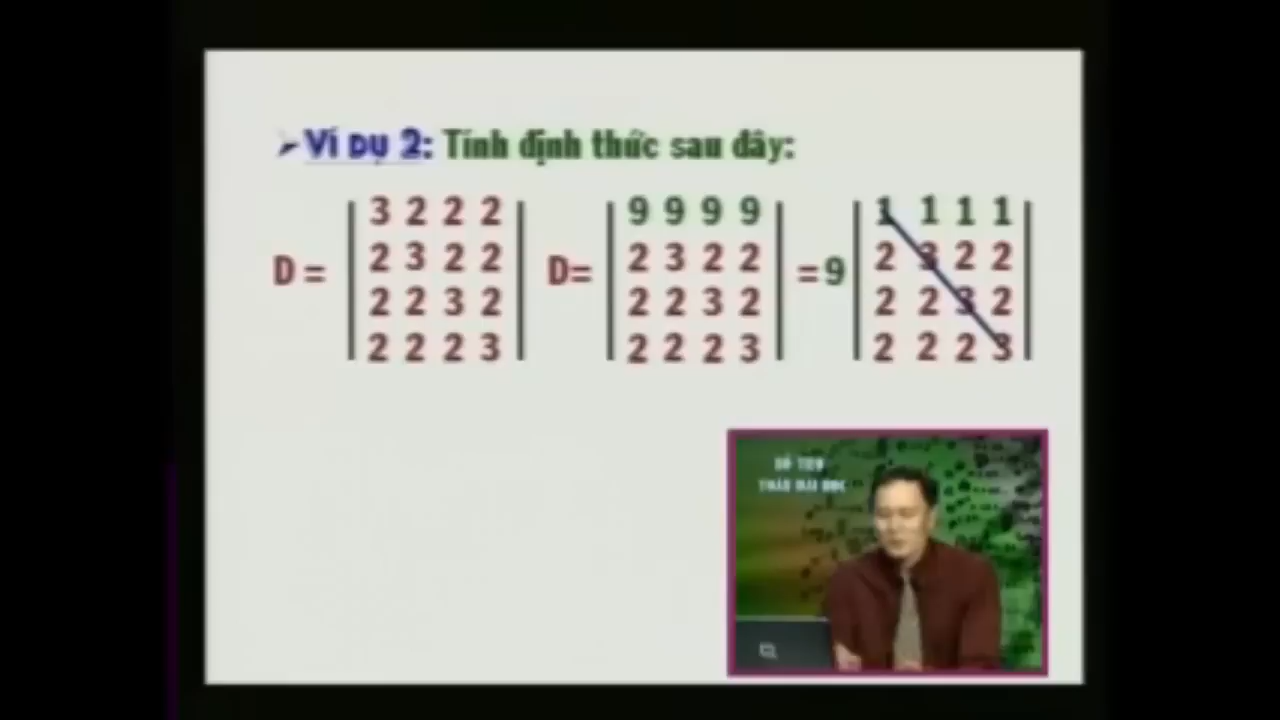 Ví Dụ 2: Tính định thức sau đây:
D = | 3 2 2 2 | D= | 9 9 9 9 | = 9 | 1 1 1 1 |
| 2 3 2 2 | | 2 3 2 2 | | 2 3 2 2 |
| 2 2 3 2 | | 2 2 3 2 | | 2 2 3 2 |
| 2 2 2 3 | | 2 2 2 3 | | 2 2 2 3 |